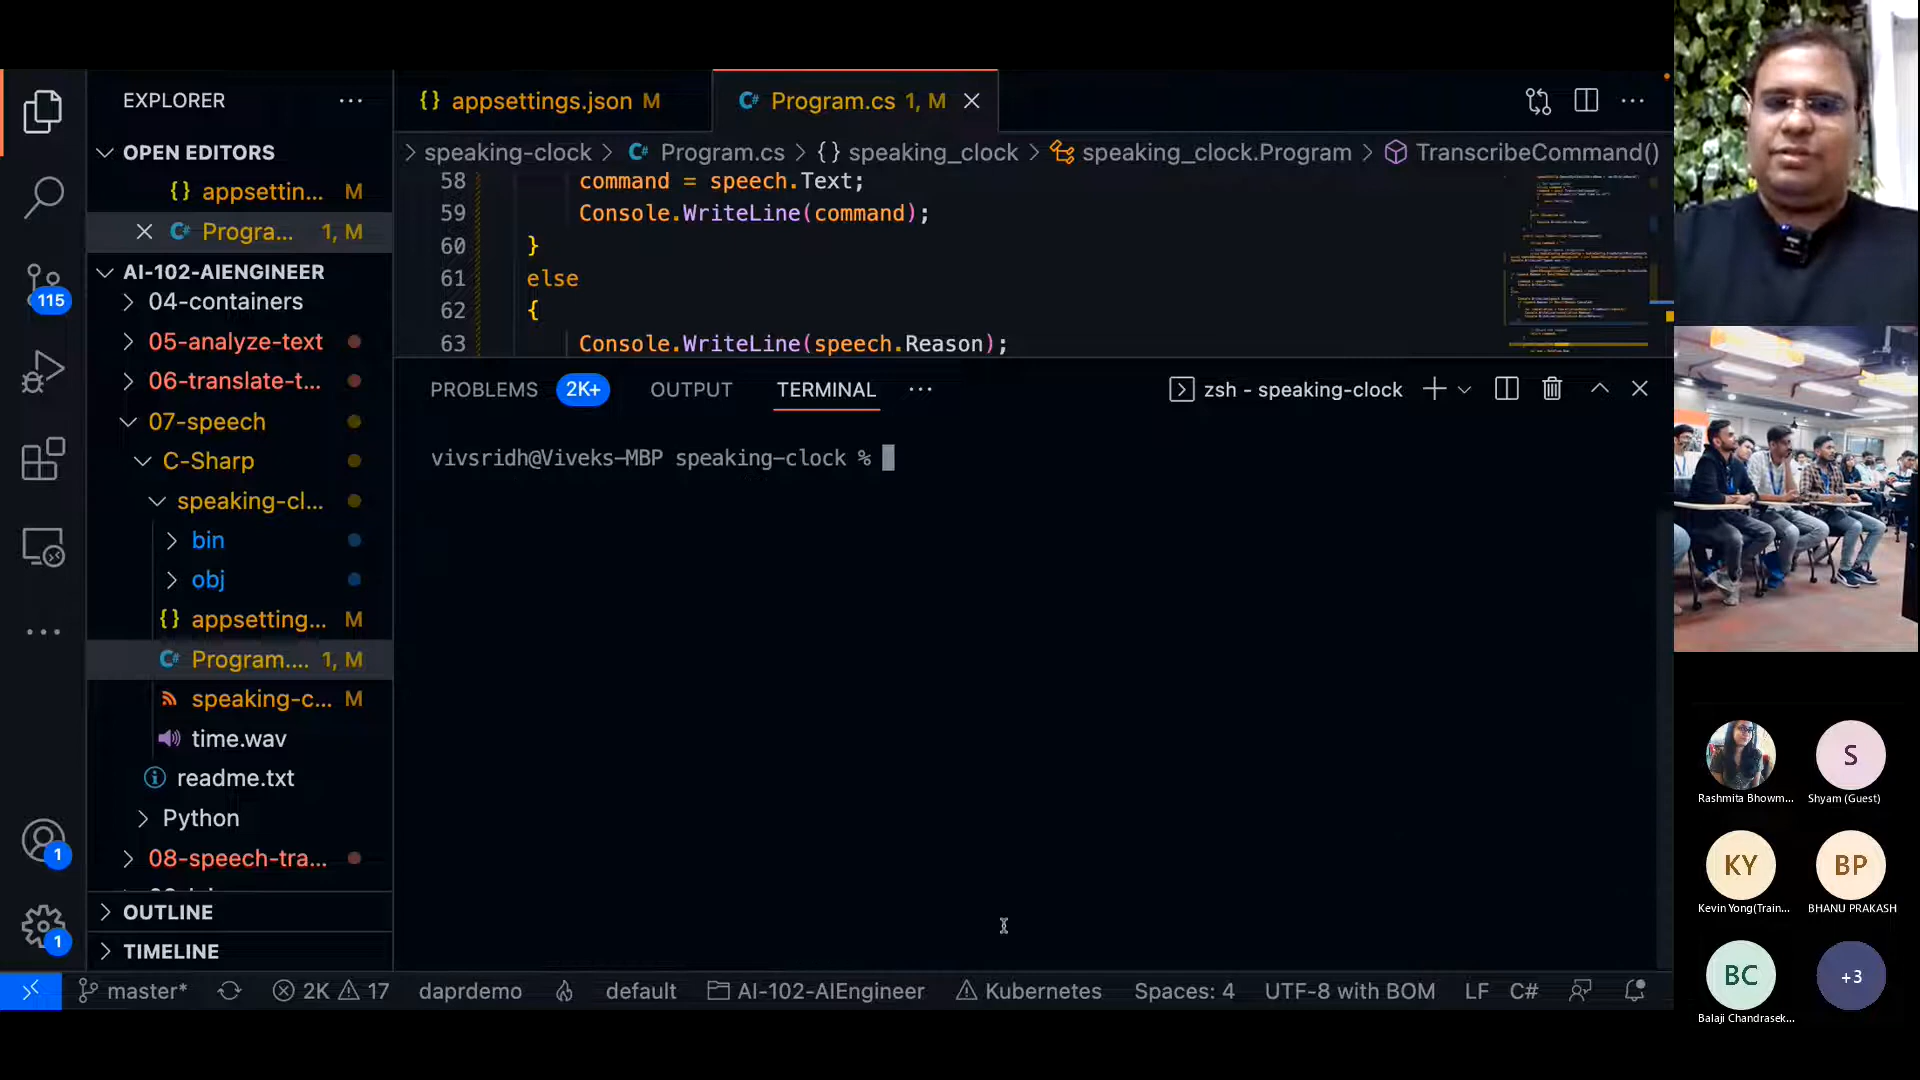 EXPLORER
OPEN EDITORS
appsettin... M
Progra... 1, M
AI-102-AIENGINEER
04-containers
05-analyze-text
06-translate-t...
07-speech
C-Sharp
speaking-cl...
bin
obj
appsetting... M
Program.... 1, M
speaking-c... M
time.wav
readme.txt
Python
08-speech-tra...
OUTLINE
TIMELINE
115
1
1
{} appsettings.json M
C# Program.cs 1, M
> speaking-clock > C# Program.cs > {} speaking_clock > speaking_clock.Program > TranscribeCommand()
58 command = speech.Text;
59 Console.WriteLine(command);
60 }
61 else
62 {
63 Console.WriteLine(speech.Reason);
PROBLEMS 2K+ OUTPUT TERMINAL ··· zsh - speaking-clock
vivsridh@Viveks-MBP speaking-clock %
master* 2K 17 daprdemo default AI-102-AIEngineer Kubernetes Spaces: 4 UTF-8 with BOM LF C#
S
Rashmita Bhowm... Shyam (Guest)
KY BP
Kevin Yong(Train... BHANU PRAKASH
BC +3
Balaji Chandrasek...